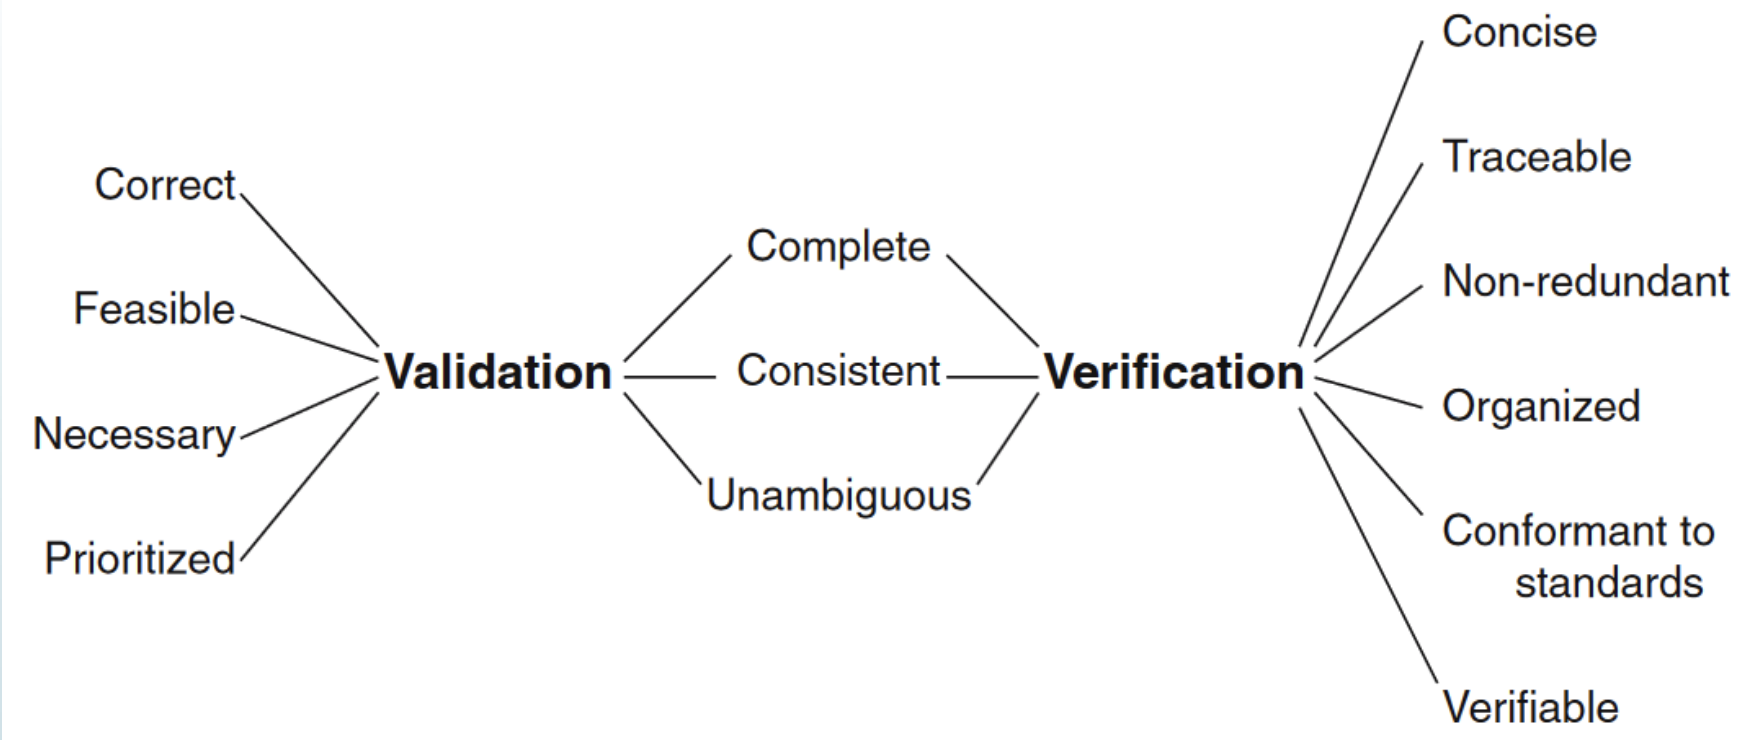 Concise
Traceable
Correct
Complete
Non-redundant
Feasible
Validation
Consistent
Verification
Organized
Necessary
Unambiguous
Conformant to
standards
Prioritized
Verifiable